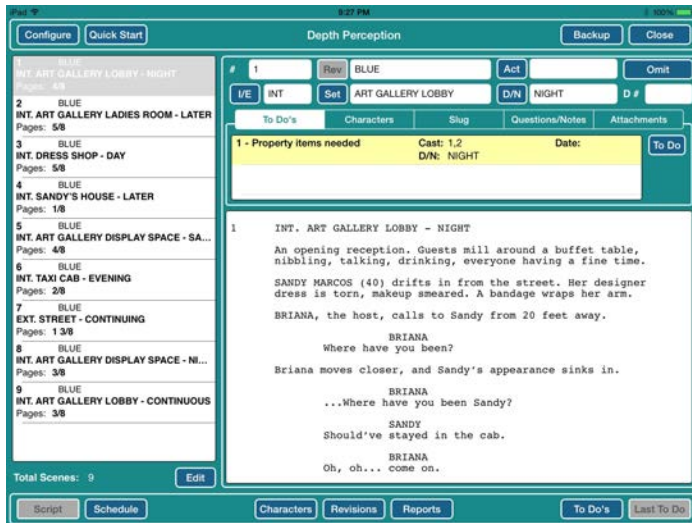 iPad
9:27 PM
100%
Configure
Quick Start
Depth Perception
Backup
Close
1 BLUE
INT. ART GALLERY LOBBY - NIGHT
Pages: 4/8
2 BLUE
INT. ART GALLERY LADIES ROOM - LATER
Pages: 5/8
3 BLUE
INT. DRESS SHOP - DAY
Pages: 5/8
4 BLUE
INT. SANDY'S HOUSE - LATER
Pages: 1/8
5 BLUE
INT. ART GALLERY DISPLAY SPACE - SA...
Pages: 4/8
6 BLUE
INT. TAXI CAB - EVENING
Pages: 2/8
7 BLUE
EXT. STREET - CONTINUING
Pages: 1 3/8
8 BLUE
INT. ART GALLERY DISPLAY SPACE - NI...
Pages: 3/8
9 BLUE
INT. ART GALLERY LOBBY - CONTINUOUS
Pages: 3/8
Total Scenes: 9
Edit
# 1 Rev BLUE Act Omit
I/E INT Set ART GALLERY LOBBY D/N NIGHT D #
To Do's Characters Slug Questions/Notes Attachments
1 - Property items needed Cast: 1,2 Date: To Do
D/N: NIGHT
1 INT. ART GALLERY LOBBY - NIGHT
An opening reception. Guests mill around a buffet table,
nibbling, talking, drinking, everyone having a fine time.
SANDY MARCOS (40) drifts in from the street. Her designer
dress is torn, makeup smeared. A bandage wraps her arm.
BRIANA, the host, calls to Sandy from 20 feet away.
BRIANA
Where have you been?
Briana moves closer, and Sandy's appearance sinks in.
BRIANA
...Where have you been Sandy?
SANDY
Should've stayed in the cab.
BRIANA
Oh, oh... come on.
Script
Schedule
Characters
Revisions
Reports
To Do's
Last To Do